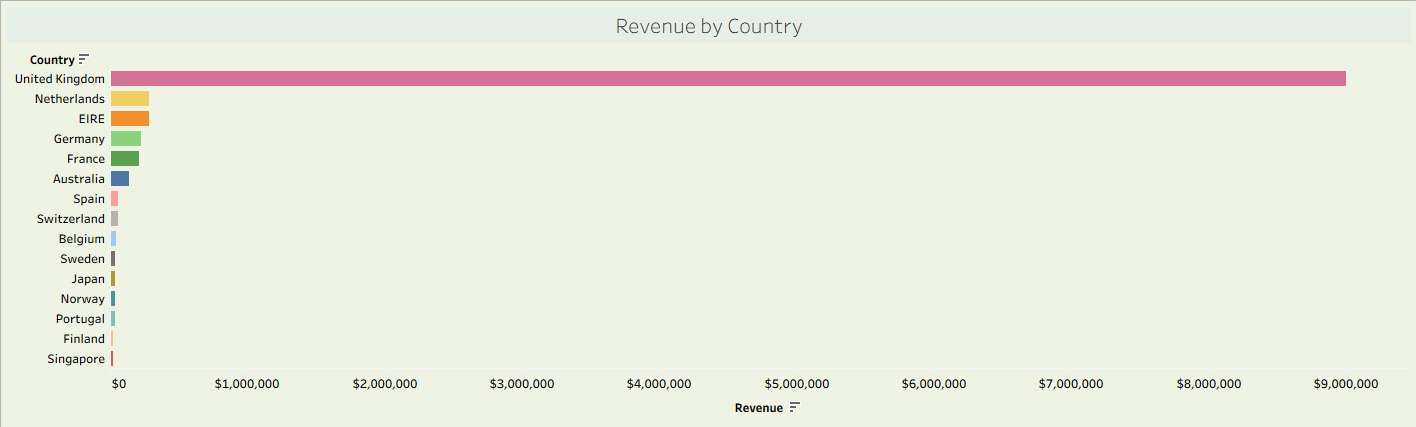 Revenue by Country
Country
United Kingdom
Netherlands
EIRE
Germany
France
Australia
Spain
Switzerland
Belgium
Sweden
Japan
Norway
Portugal
Finland
Singapore
$0 $1,000,000 $2,000,000 $3,000,000 $4,000,000 $5,000,000 $6,000,000 $7,000,000 $8,000,000 $9,000,000
Revenue